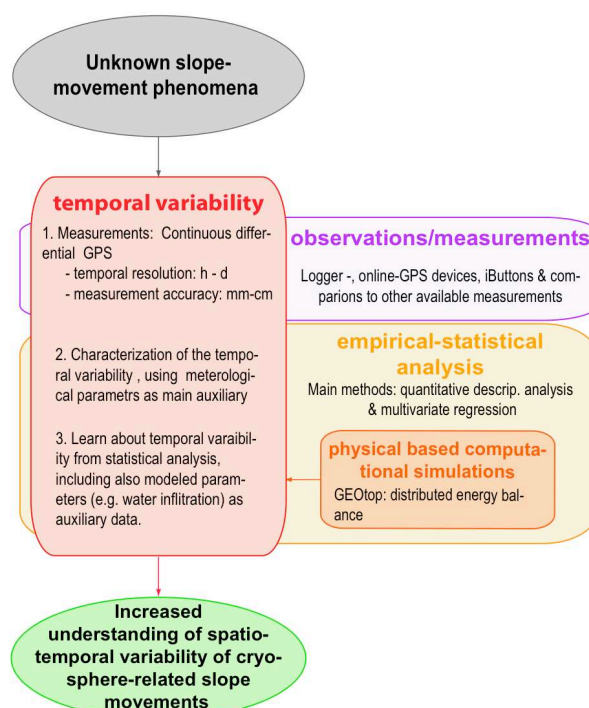 Unknown slope-
movement phenomena
temporal variability
1. Measurements: Continuous differ-
ential GPS
- temporal resolution: h - d
- measurement accuracy: mm-cm
2. Characterization of the tempo-
ral variability , using meterologi-
cal parametrs as main auxiliary
3. Learn about temporal varaibil-
ity from statistical analysis,
including also modeled param-
eters (e.g. water inflitration) as
auxiliary data.
observations/measurements
Logger -, online-GPS devices, iButtons & com-
parions to other available measurements
empirical-statistical
analysis
Main methods: quantitative descrip. analysis
& multivariate regression
physical based computa-
tional simulations
GEOtop: distributed energy bal-
ance
Increased
understanding of spatio-
temporal variability of cryo-
sphere-related slope
movements